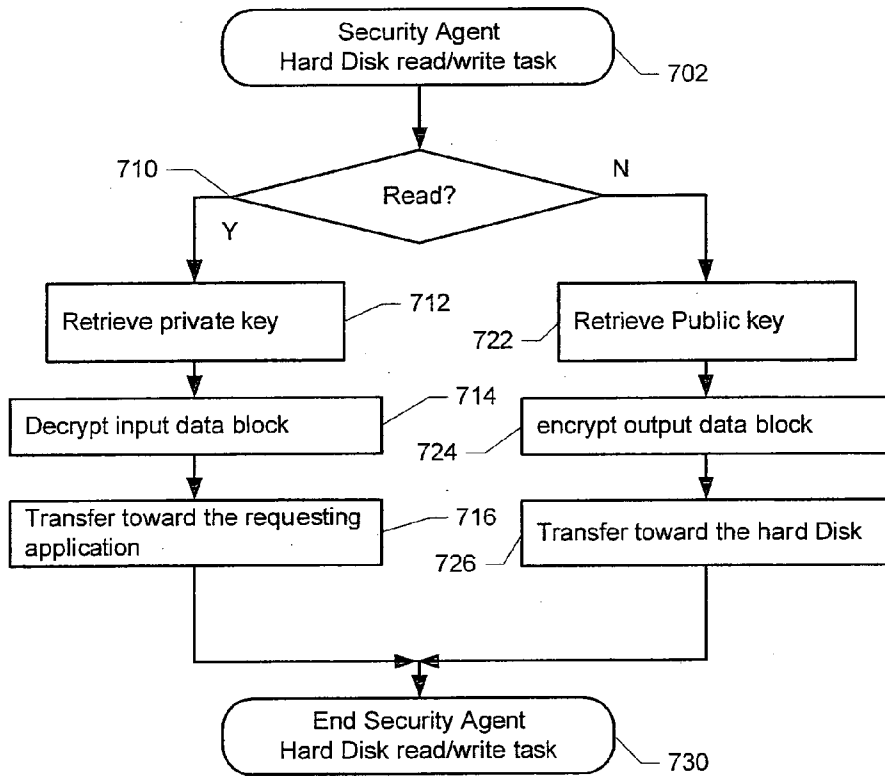 Security Agent
Hard Disk read/write task
702
710
Read?
N
Y
Retrieve private key
712
722
Retrieve Public key
Decrypt input data block
714
724
encrypt output data block
Transfer toward the requesting
application
716
726
Transfer toward the hard Disk
End Security Agent
Hard Disk read/write task
730